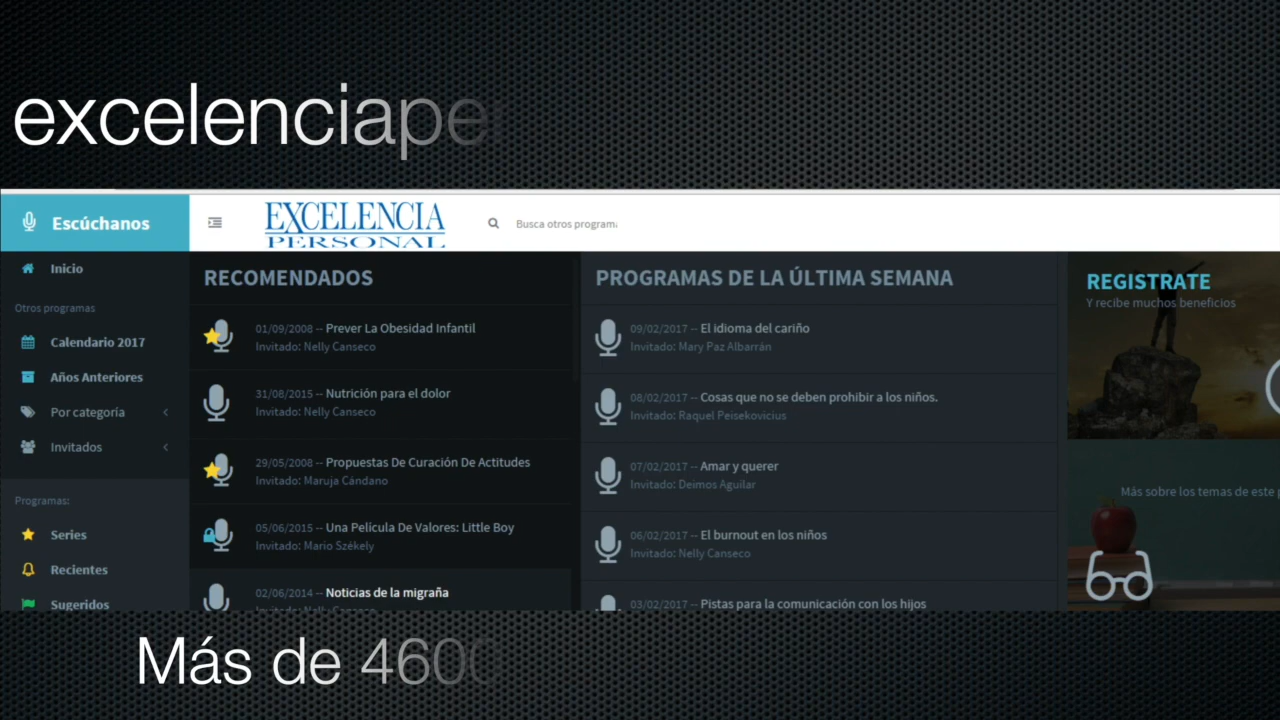 excelenciape
Escúchanos
EXCELENCIA
PERSONAL
Busca otros programa
Inicio
Otros programas
Calendario 2017
Años Anteriores
Por categoría
Invitados
Programas:
Series
Recientes
Sugeridos
RECOMENDADOS
01/09/2008 -- Prever La Obesidad Infantil
Invitado: Nelly Canseco
31/08/2015 -- Nutrición para el dolor
Invitado: Nelly Canseco
29/05/2008 -- Propuestas De Curación De Actitudes
Invitado: Maruja Cándano
05/06/2015 -- Una Película De Valores: Little Boy
Invitado: Mario Székely
02/06/2014 -- Noticias de la migraña
Invitado: Nelly Canseco
PROGRAMAS DE LA ÚLTIMA SEMANA
09/02/2017 -- El idioma del cariño
Invitado: Mary Paz Albarrán
08/02/2017 -- Cosas que no se deben prohibir a los niños.
Invitado: Raquel Peisekovicius
07/02/2017 -- Amar y querer
Invitado: Deimos Aguilar
06/02/2017 -- El burnout en los niños
Invitado: Nelly Canseco
03/02/2017 -- Pistas para la comunicación con los hijos
REGISTRATE
Y recibe muchos beneficios
Más sobre los temas de este
Más de 4600